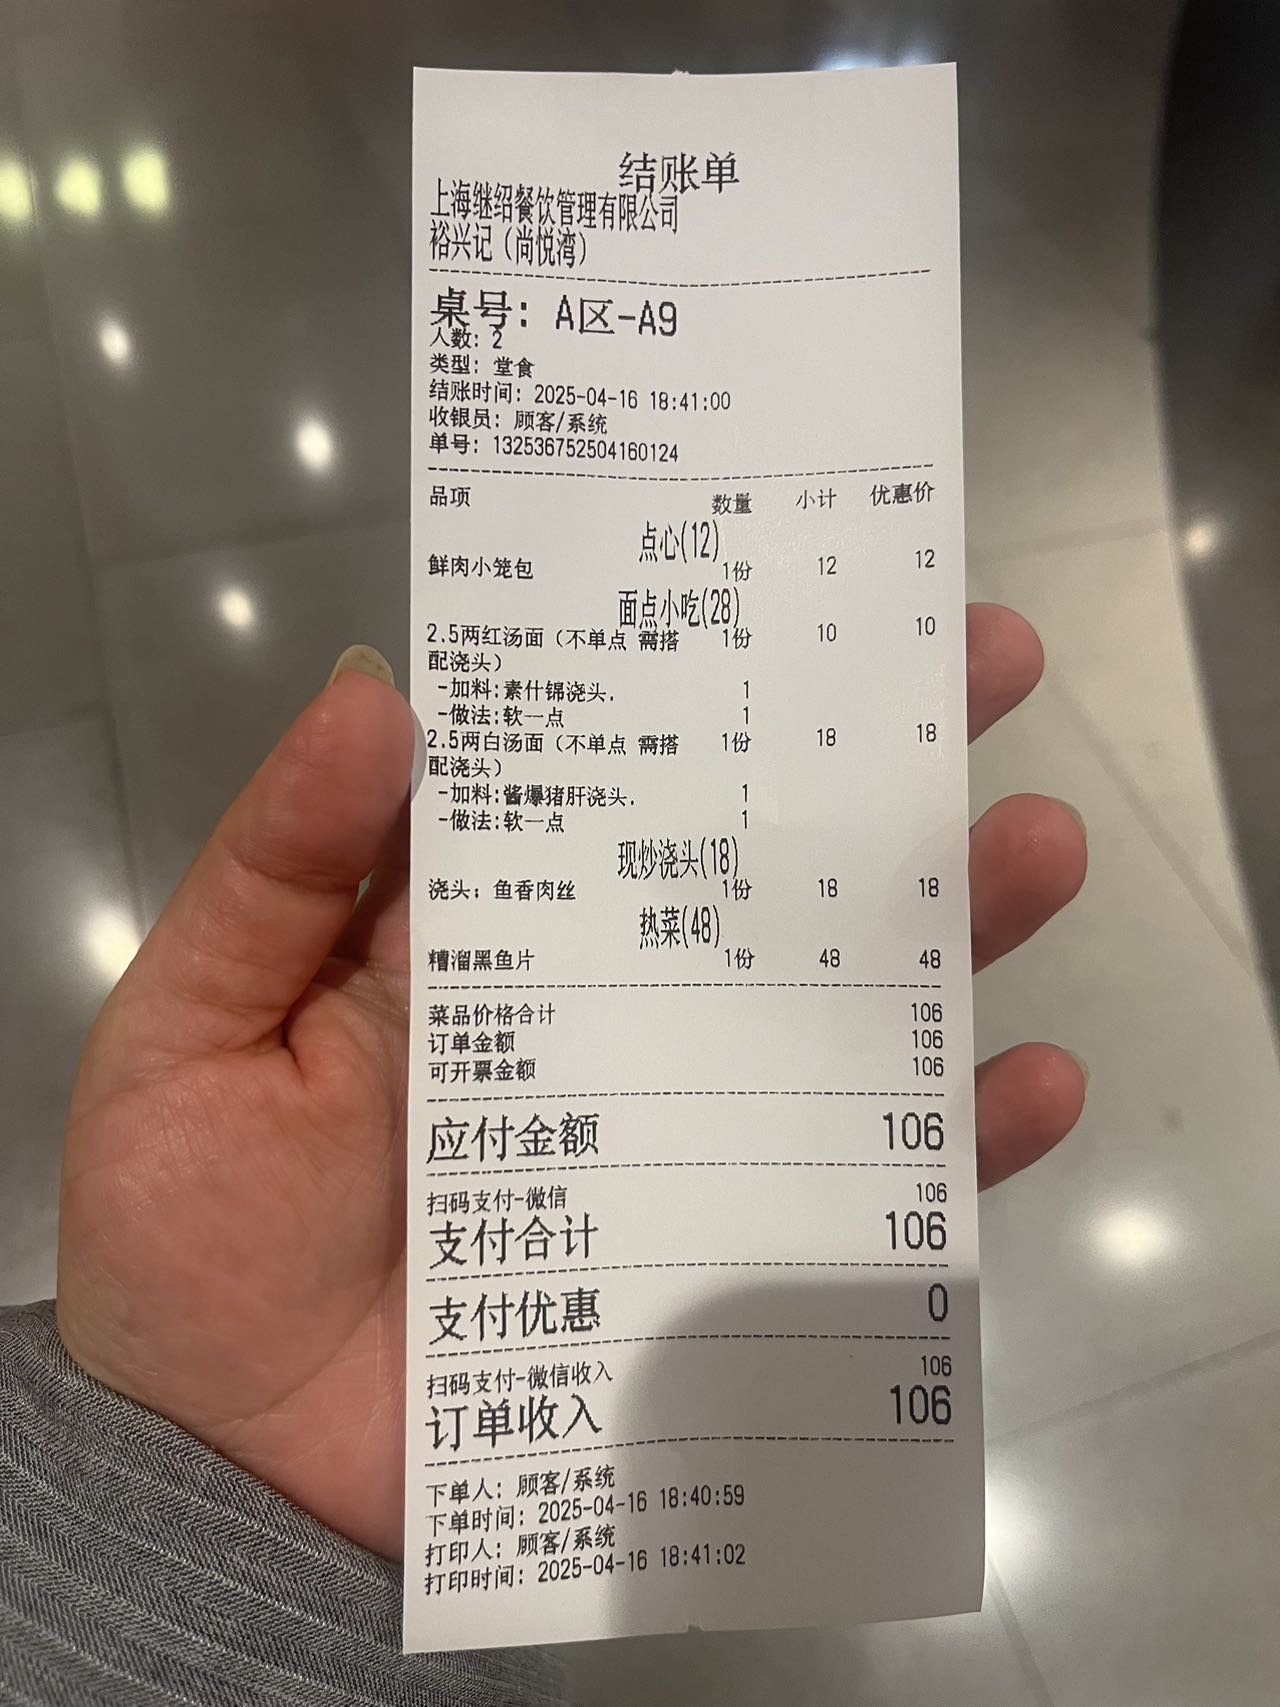 结账单
上海继绍餐饮管理有限公司
裕兴记（尚悦湾）
桌号：A区-A9
人数：2
类型：堂食
结账时间：2025-04-16 18:41:00
收银员：顾客/系统
单号：132536752504160124
品项 数量 小计 优惠价
点心(12)
鲜肉小笼包 1份 12 12
面点小吃(28)
2.5两红汤面（不单点 需搭 1份 10 10
配浇头）
-加料:素什锦浇头. 1
-做法:软一点 1
2.5两白汤面（不单点 需搭 1份 18 18
配浇头）
-加料:酱爆猪肝浇头. 1
-做法:软一点 1
现炒浇头(18)
浇头；鱼香肉丝 1份 18 18
热菜(48)
糟溜黑鱼片 1份 48 48
菜品价格合计 106
订单金额 106
可开票金额 106
应付金额 106
扫码支付-微信 106
支付合计 106
支付优惠 0
扫码支付-微信收入 106
订单收入 106
下单人：顾客/系统
下单时间：2025-04-16 18:40:59
打印人：顾客/系统
打印时间：2025-04-16 18:41:02